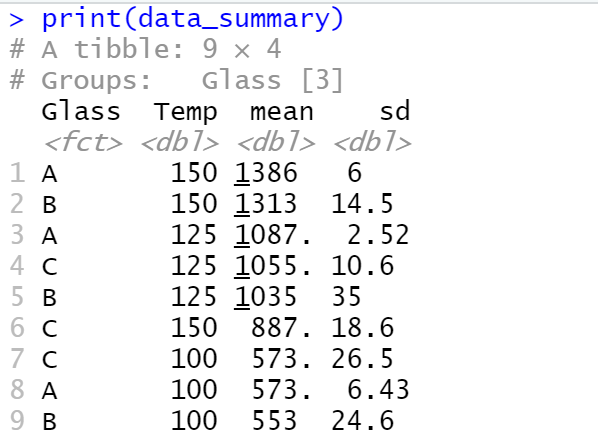 > print(data_summary)
# A tibble: 9 × 4
# Groups:   Glass [3]
  Glass  Temp  mean    sd
  <fct> <dbl> <dbl> <dbl>
1 A       150 1386   6
2 B       150 1313  14.5
3 A       125 1087.  2.52
4 C       125 1055. 10.6
5 B       125 1035  35
6 C       150  887. 18.6
7 C       100  573. 26.5
8 A       100  573.  6.43
9 B       100  553  24.6